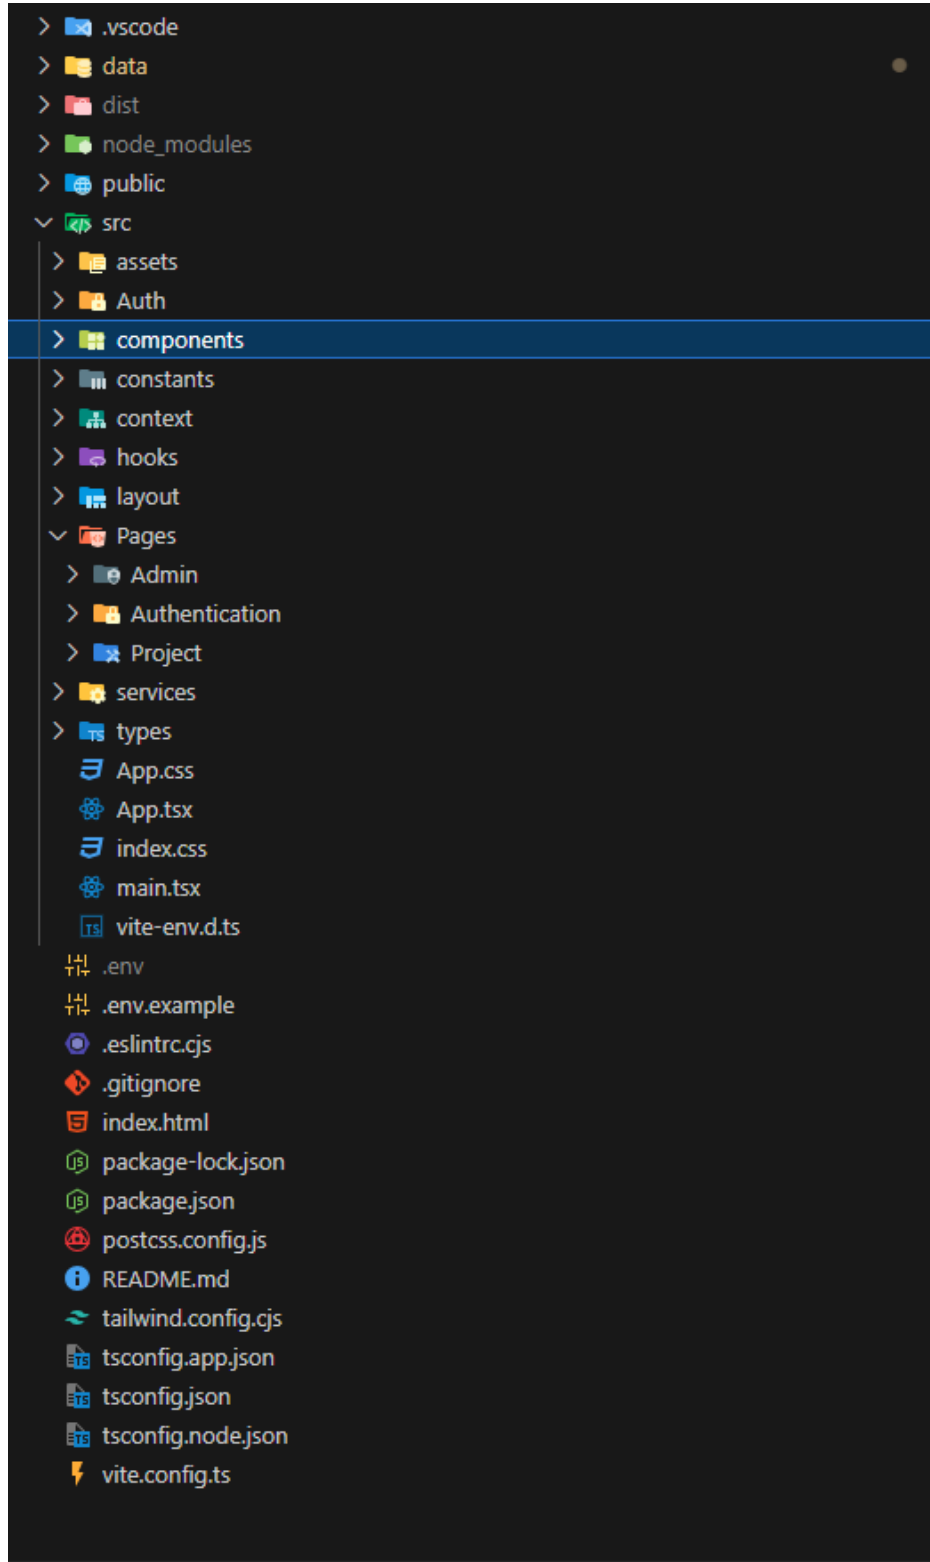 .vscode
data
dist
node_modules
public
src
assets
Auth
components
constants
context
hooks
layout
Pages
Admin
Authentication
Project
services
types
App.css
App.tsx
index.css
main.tsx
vite-env.d.ts
.env
.env.example
.eslintrc.cjs
.gitignore
index.html
package-lock.json
package.json
postcss.config.js
README.md
tailwind.config.cjs
tsconfig.app.json
tsconfig.json
tsconfig.node.json
vite.config.ts